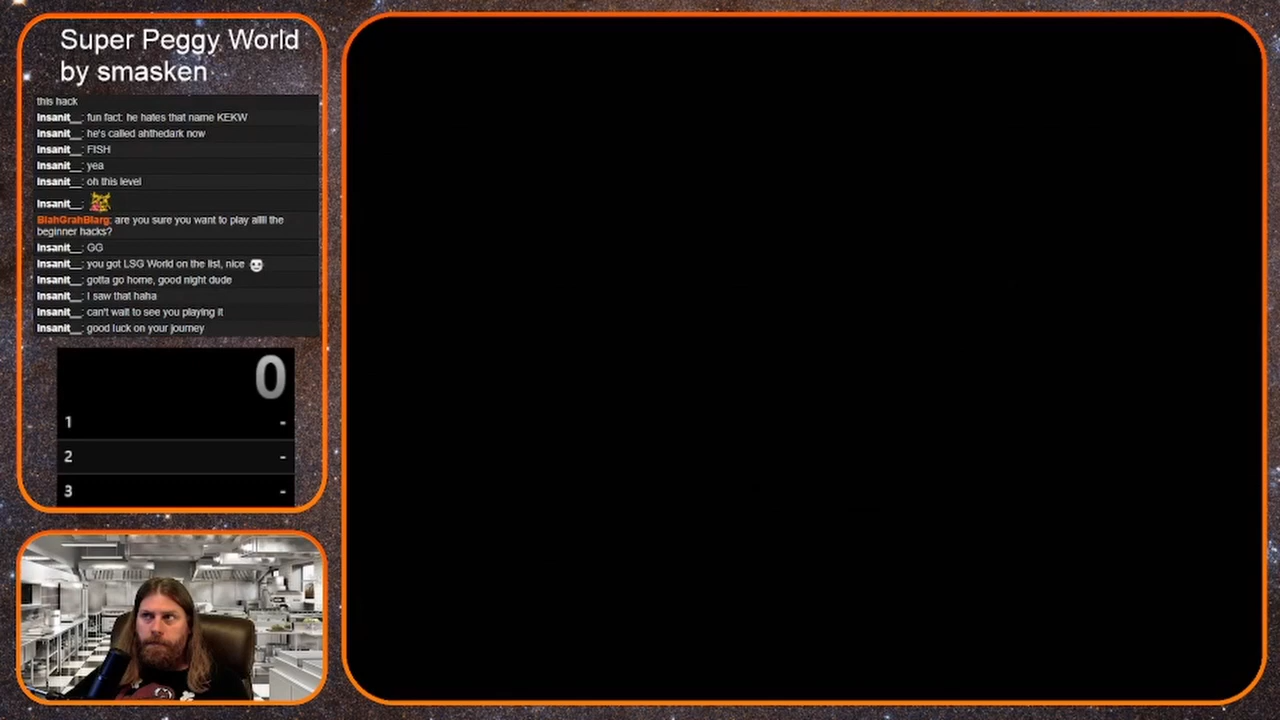 Super Peggy World
by smasken
this hack
Insanit__: fun fact: he hates that name KEKW
Insanit__: he's called ahthedark now
Insanit__: FISH
Insanit__: yea
Insanit__: oh this level
Insanit__:
BlahGrahBlarg: are you sure you want to play allll the
beginner hacks?
Insanit__: GG
Insanit__: you got LSG World on the list, nice
Insanit__: gotta go home, good night dude
Insanit__: I saw that haha
Insanit__: can't wait to see you playing it
Insanit__: good luck on your journey
0
1 -
2 -
3 -